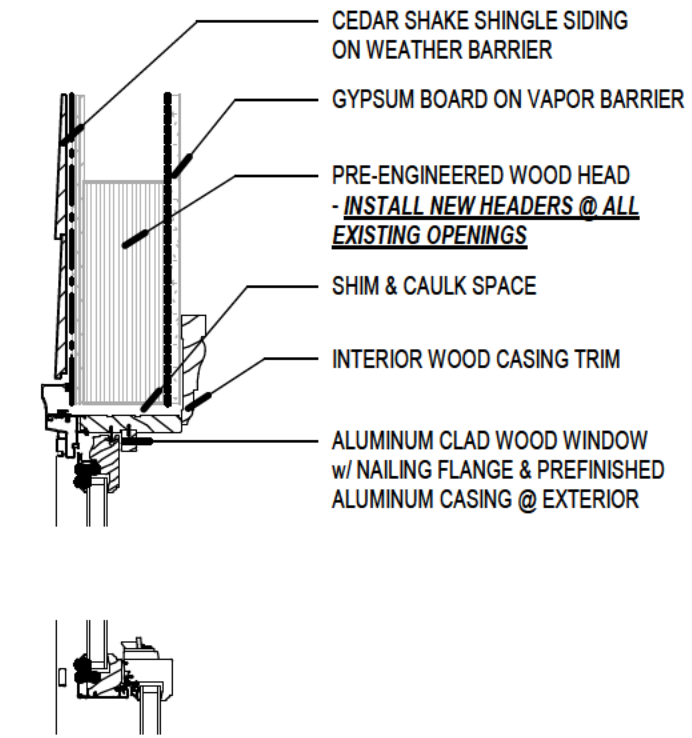 CEDAR SHAKE SHINGLE SIDING
ON WEATHER BARRIER
GYPSUM BOARD ON VAPOR BARRIER
PRE-ENGINEERED WOOD HEAD
- INSTALL NEW HEADERS @ ALL
EXISTING OPENINGS
SHIM & CAULK SPACE
INTERIOR WOOD CASING TRIM
ALUMINUM CLAD WOOD WINDOW
w/ NAILING FLANGE & PREFINISHED
ALUMINUM CASING @ EXTERIOR